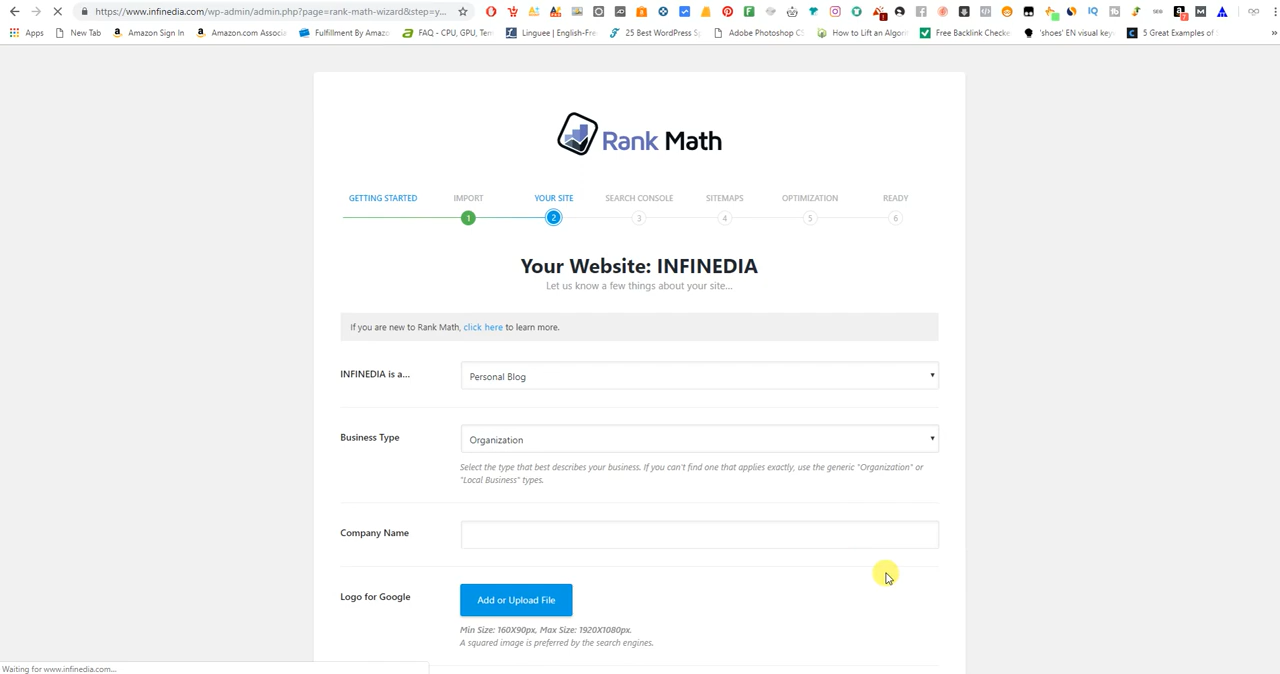 https://www.infinedia.com/wp-admin/admin.php?page=rank-math-wizard&step=y...
Apps New Tab Amazon Sign In Amazon.com Associa Fulfillment By Amazo FAQ - CPU, GPU, Tem Linguee | English-Fre 25 Best WordPress S Adobe Photoshop CS How to Lift an Algori Free Backlink Checke 'shoes' EN visual key 5 Great Examples of
Rank Math
GETTING STARTED IMPORT YOUR SITE SEARCH CONSOLE SITEMAPS OPTIMIZATION READY
1 2 3 4 5 6
Your Website: INFINEDIA
Let us know a few things about your site...
If you are new to Rank Math, click here to learn more.
INFINEDIA is a... Personal Blog
Business Type Organization
Select the type that best describes your business. If you can't find one that applies exactly, use the generic "Organization" or
"Local Business" types.
Company Name
Logo for Google Add or Upload File
Min Size: 160X90px, Max Size: 1920X1080px.
A squared image is preferred by the search engines.
Waiting for www.infinedia.com...